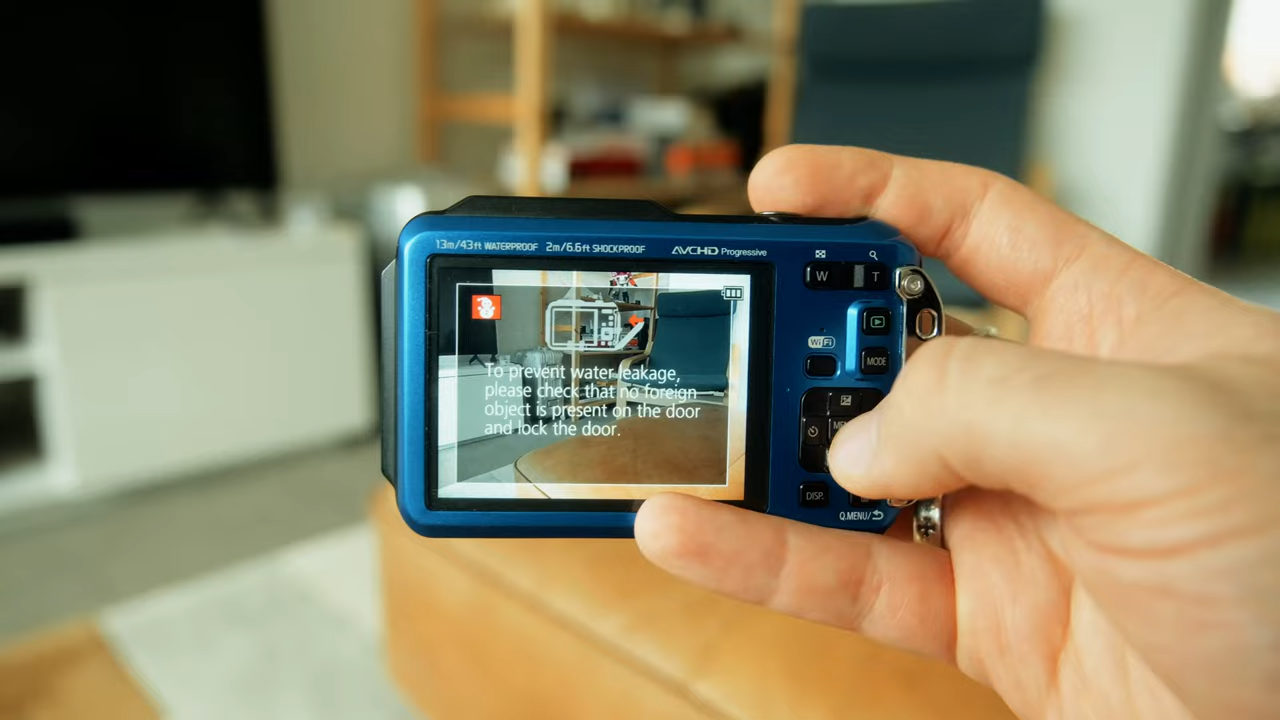 13m/43ft WATERPROOF 2m/6.6ft SHOCKPROOF AVCHD Progressive
W T
To prevent water leakage,
please check that no foreign
object is present on the door
and lock the door.
Wi Fi
MODE
DISP.
Q.MENU/